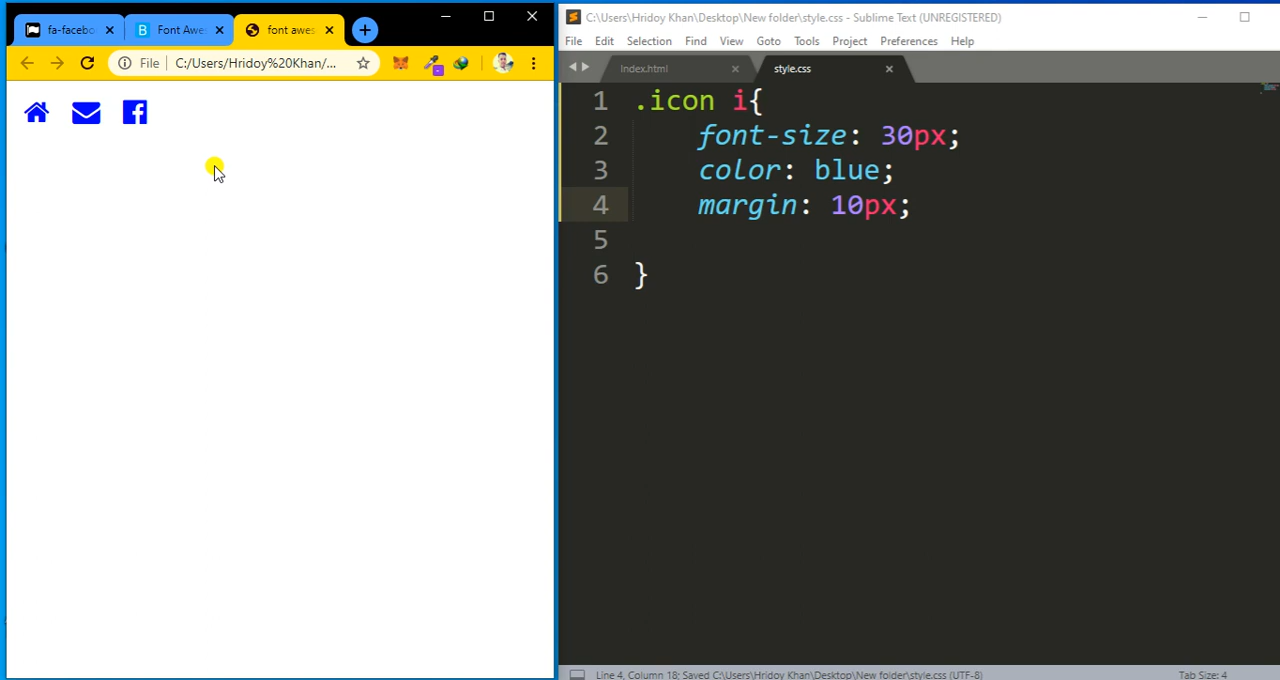 fa-facebo
Font Awe
font awes
File
C:/Users/Hridoy%20Khan/...
C:\Users\Hridoy Khan\Desktop\New folder\style.css - Sublime Text (UNREGISTERED)
File Edit Selection Find View Goto Tools Project Preferences Help
Index.html
style.css
1 .icon i{
2 font-size: 30px;
3 color: blue;
4 margin: 10px;
5
6 }
Line 4, Column 18; Saved C:\Users\Hridoy Khan\Desktop\New folder\style.css (UTF-8)
Tab Size: 4